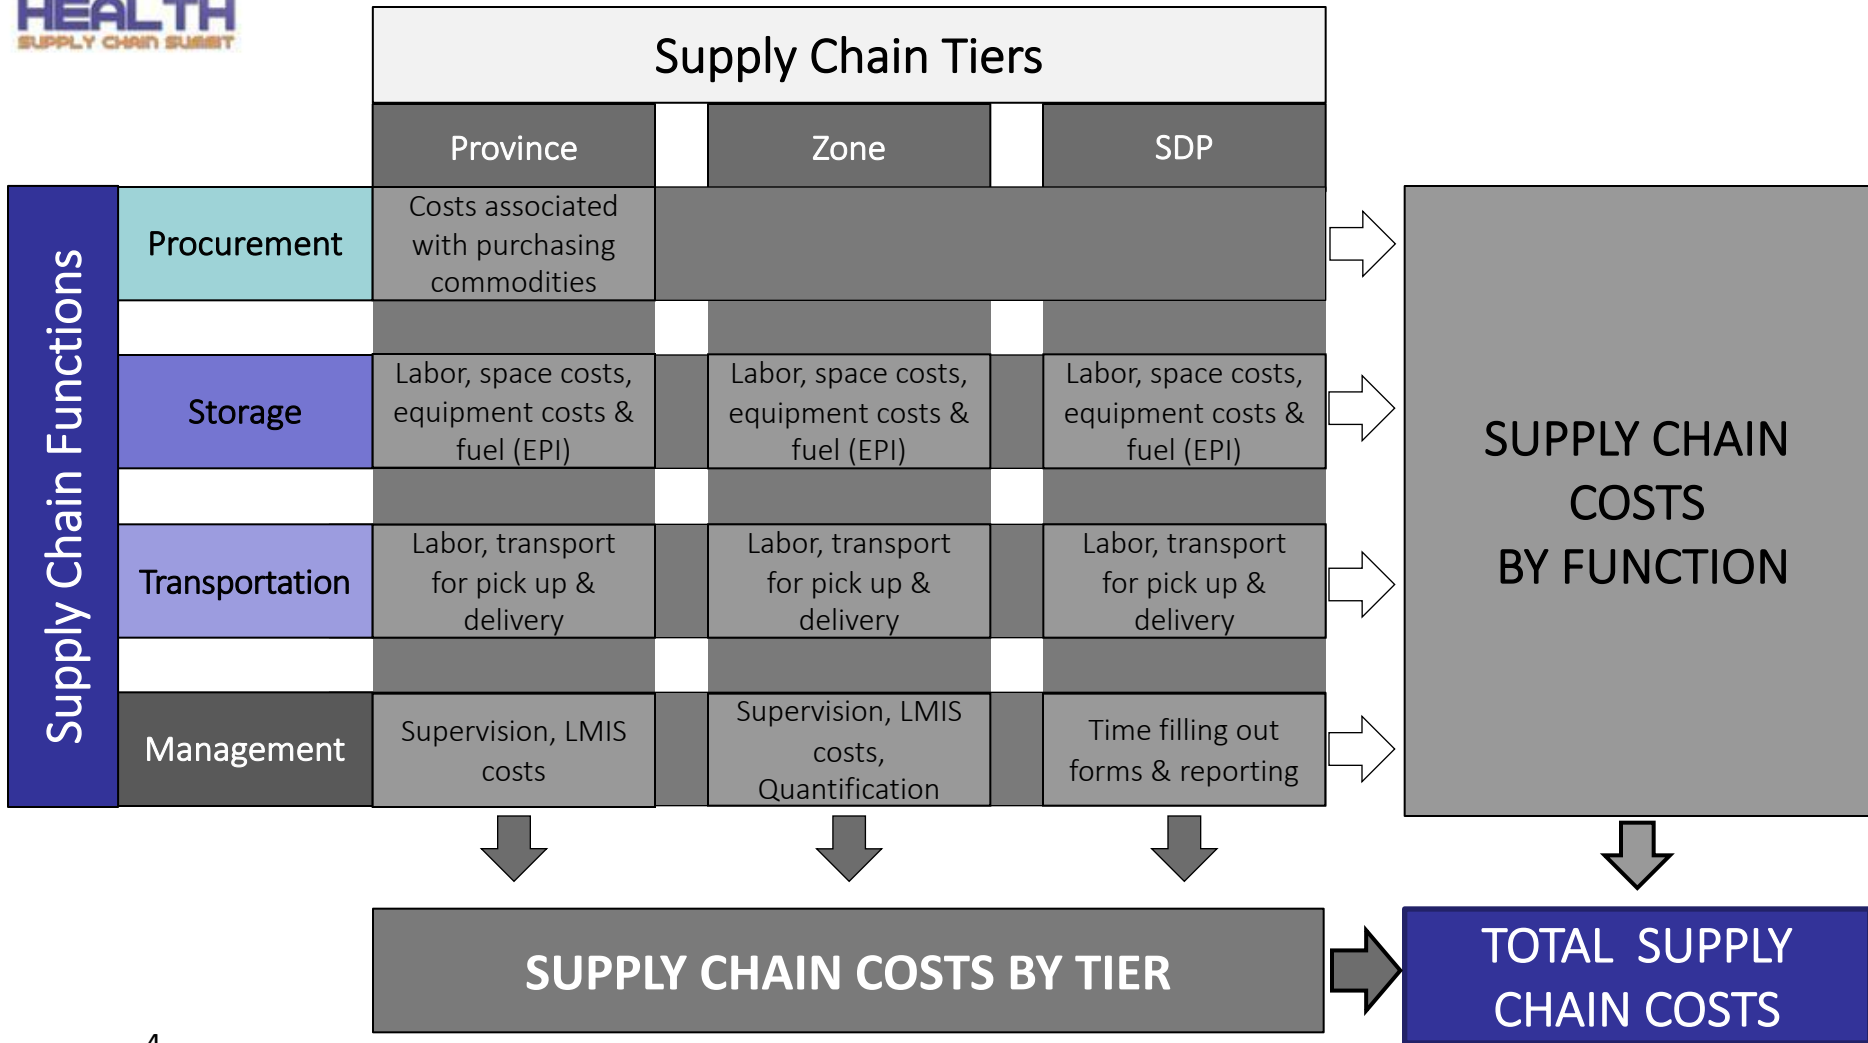 HEALTH
SUPPLY CHAIN SUMMIT
Supply Chain Tiers
Province
Zone
SDP
Supply Chain Functions
Procurement
Costs associated
with purchasing
commodities
Storage
Labor, space costs,
equipment costs &
fuel (EPI)
Labor, space costs,
equipment costs &
fuel (EPI)
Labor, space costs,
equipment costs &
fuel (EPI)
Transportation
Labor, transport
for pick up &
delivery
Labor, transport
for pick up &
delivery
Labor, transport
for pick up &
delivery
Management
Supervision, LMIS
costs
Supervision, LMIS
costs,
Quantification
Time filling out
forms & reporting
SUPPLY CHAIN
COSTS
BY FUNCTION
SUPPLY CHAIN COSTS BY TIER
TOTAL SUPPLY
CHAIN COSTS
4